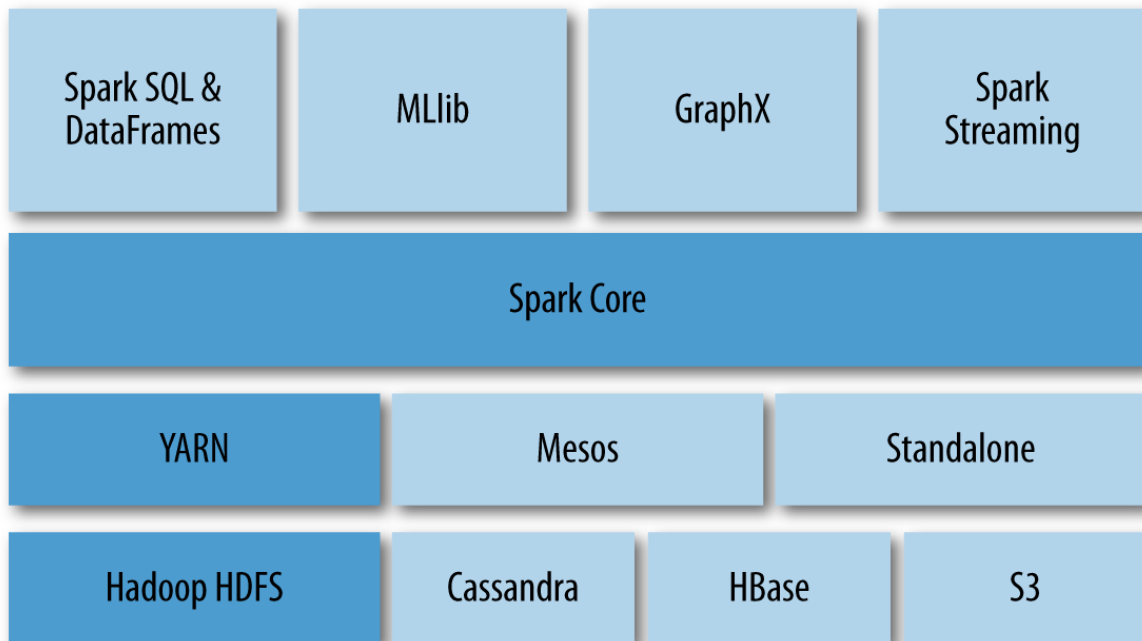 Spark SQL &
DataFrames
MLlib
GraphX
Spark
Streaming
Spark Core
YARN
Mesos
Standalone
Hadoop HDFS
Cassandra
HBase
S3